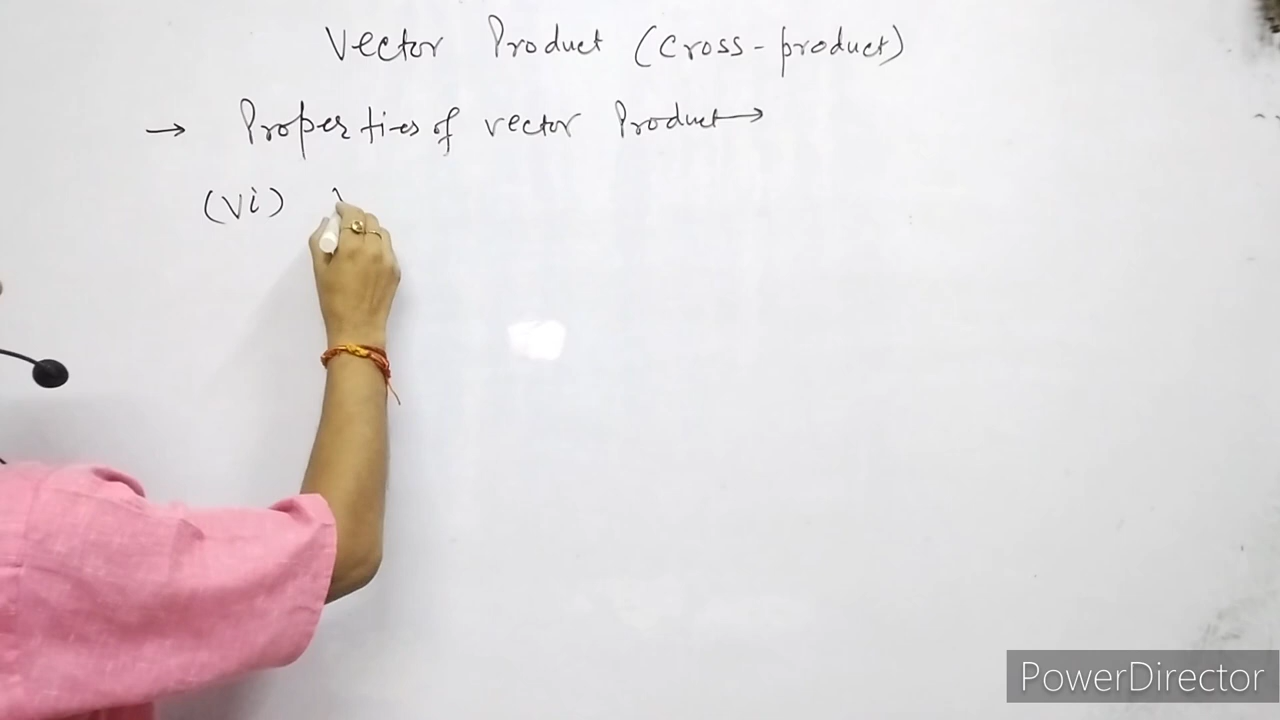 Vector Product (Cross-product)
→ Properties of vector Product→
(vi)
PowerDirector